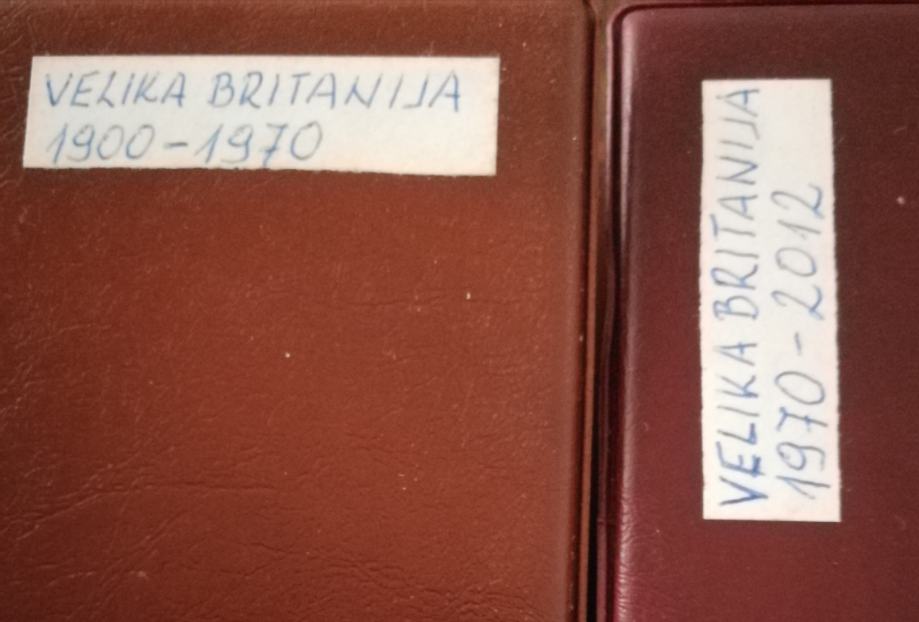 VELIKA BRITANIJA
1900-1970
VELIKA BRITANIJA
1970-2012